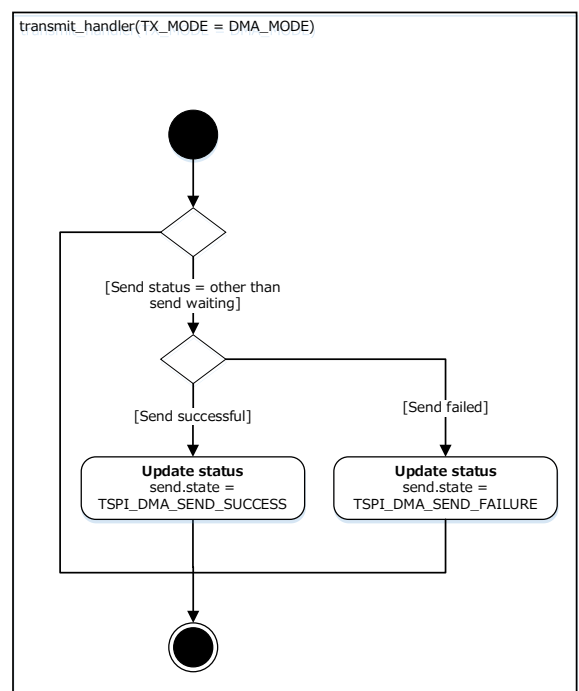 transmit_handler(TX_MODE = DMA_MODE)
[Send status = other than
send waiting]
[Send successful]
[Send failed]
Update status
send.state =
TSPI_DMA_SEND_SUCCESS
Update status
send.state =
TSPI_DMA_SEND_FAILURE